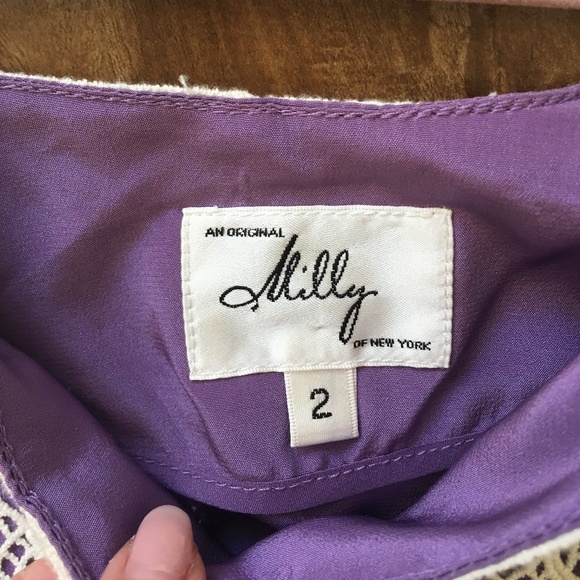 AN ORIGINAL
Milly
OF NEW YORK
2